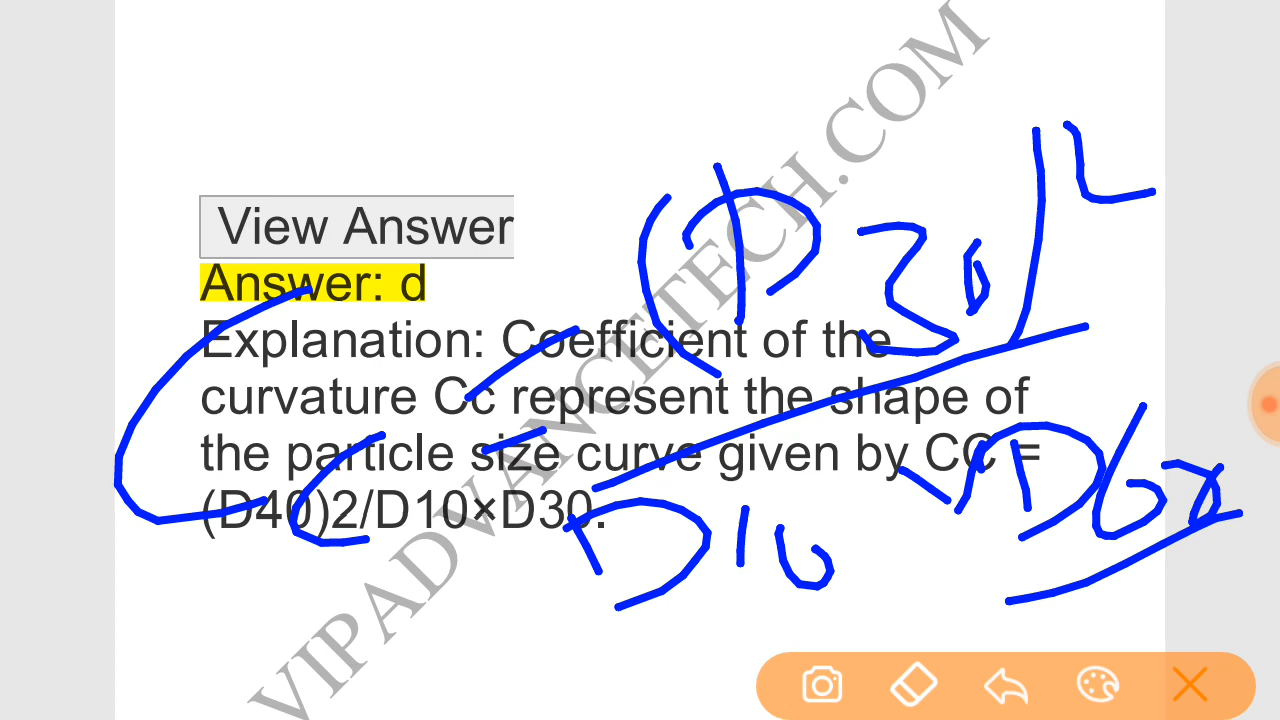 View Answer
Answer: d
Explanation: Coefficient of the
curvature Cc represent the shape of
the particle size curve given by CC =
(D40)2/D10×D30.
VIPADVANCETECH.COM
Cc = (D30)2
D10 × D60